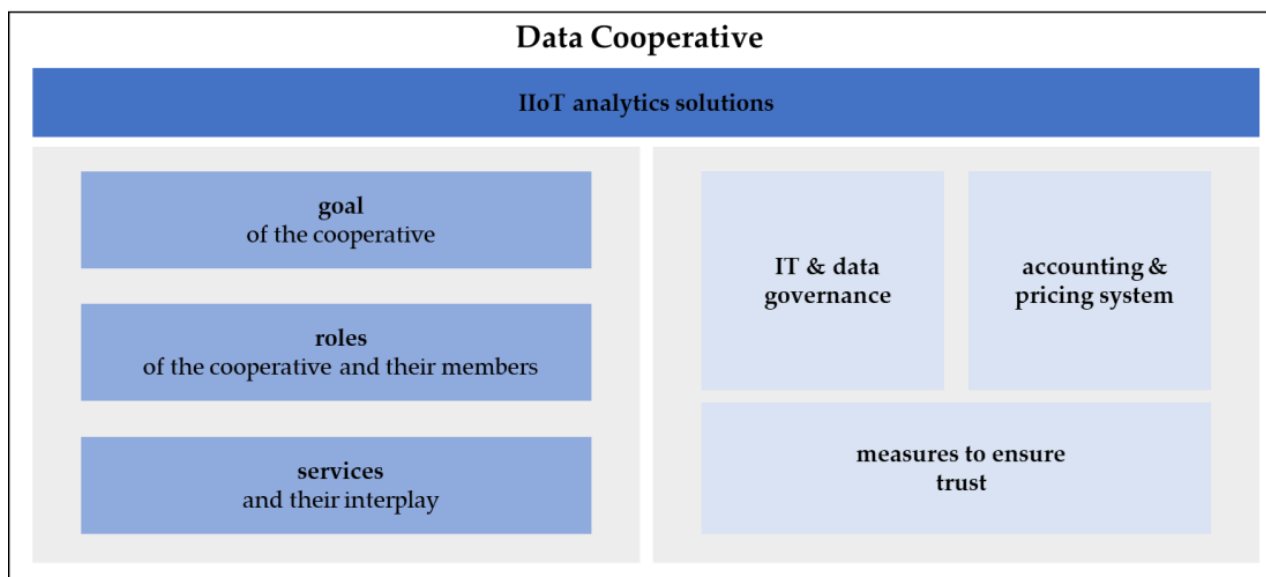 Data Cooperative
IIoT analytics solutions
goal
of the cooperative
roles
of the cooperative and their members
services
and their interplay
IT & data
governance
accounting &
pricing system
measures to ensure
trust